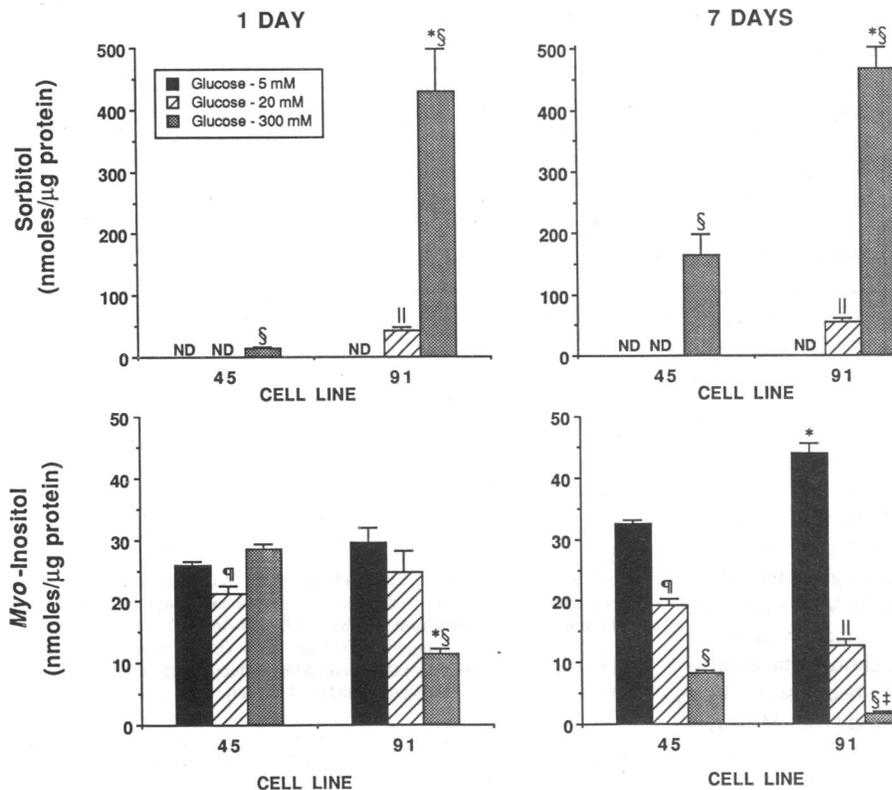 1 DAY
7 DAYS
Sorbitol
(nmoles/µg protein)
500
400
300
200
100
0
Glucose - 5 mM
Glucose - 20 mM
Glucose - 300 mM
ND ND § ND || *§
45 91
CELL LINE
500
400
300
200
100
0
ND ND § ND || *§
45 91
CELL LINE
Myo-Inositol
(nmoles/µg protein)
50
40
30
20
10
0
¶ *§
45 91
CELL LINE
50
40
30
20
10
0
¶ § * || §‡
45 91
CELL LINE